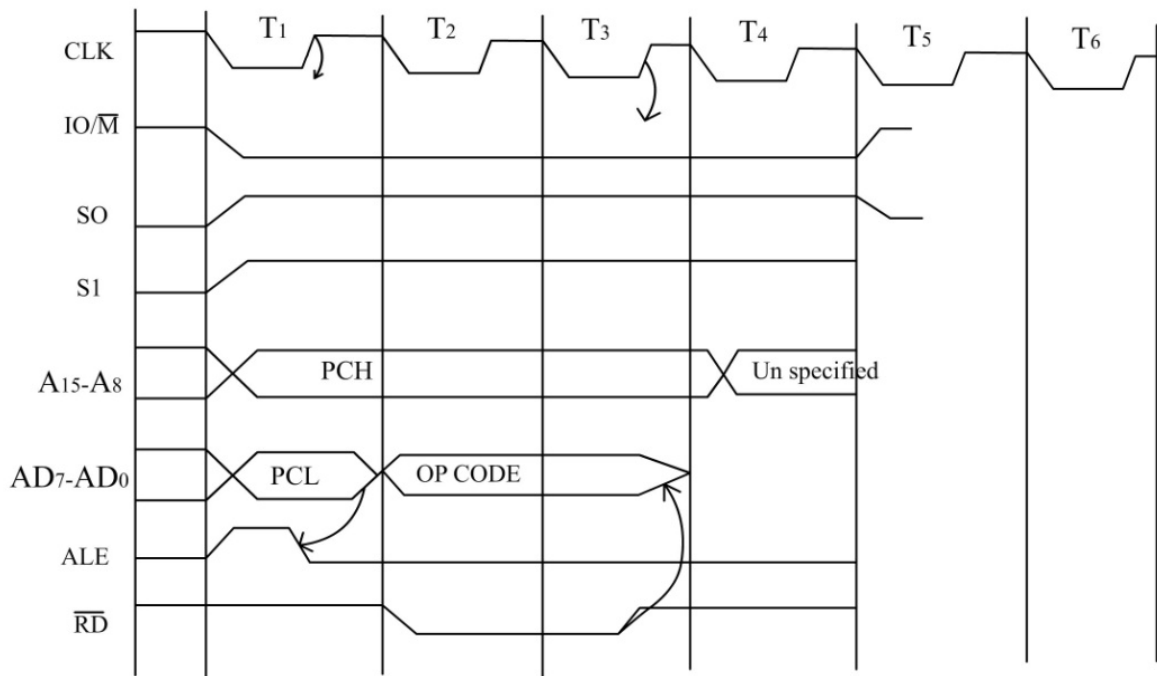 CLK T1 T2 T3 T4 T5 T6
IO/M̅
SO
S1
A15-A8 PCH Un specified
AD7-AD0 PCL OP CODE
ALE
R̅D̅